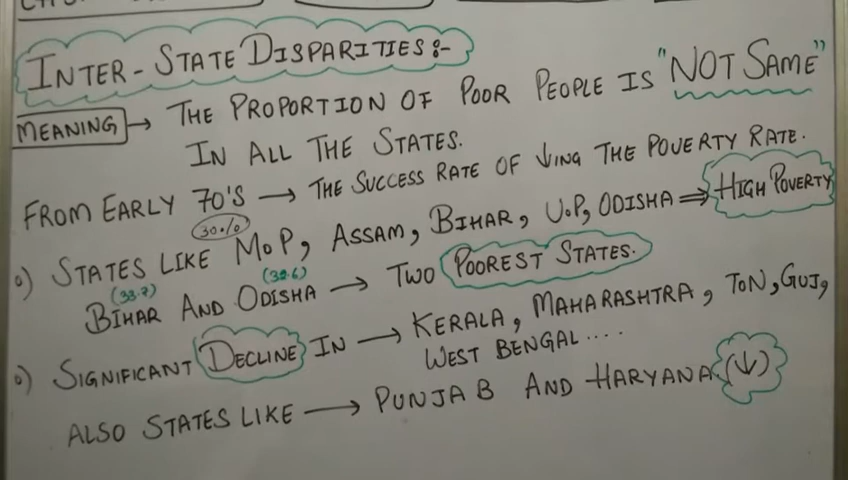 INTER-STATE DISPARITIES:-
MEANING → THE PROPORTION OF POOR PEOPLE IS "NOT SAME"
IN ALL THE STATES.
FROM EARLY 70'S → THE SUCCESS RATE OF ↓ING THE POVERTY RATE.
30%
o) STATES LIKE M.P, ASSAM, BIHAR, U.P, ODISHA ⇒ HIGH POVERTY
(33.7) (32.6)
BIHAR AND ODISHA → TWO POOREST STATES.
o) SIGNIFICANT DECLINE IN → KERALA, MAHARASHTRA, T.N, GUJ,
WEST BENGAL....
ALSO STATES LIKE → PUNJAB AND HARYANA (↓)